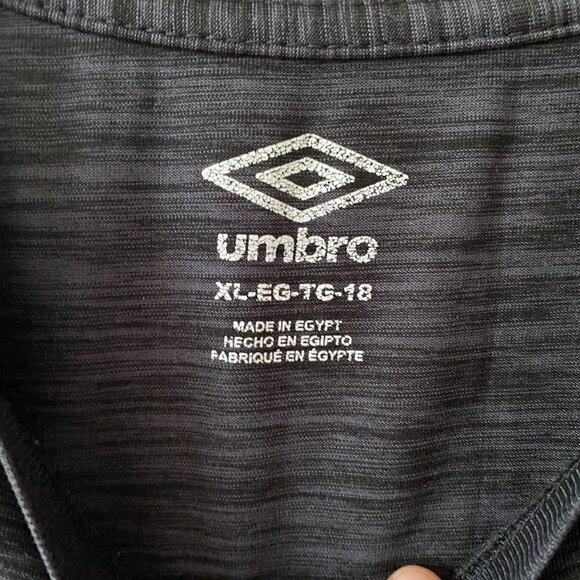 umbro
XL-EG-TG-18
MADE IN EGYPT
HECHO EN EGIPTO
FABRIQUÉ EN ÉGYPTE